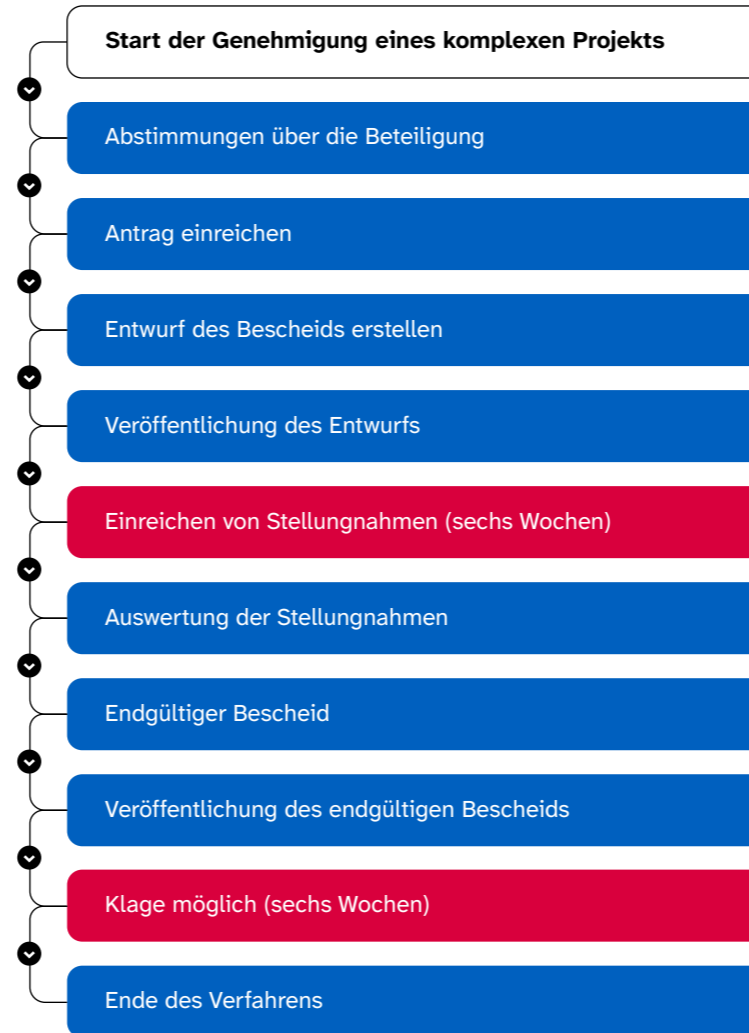 Start der Genehmigung eines komplexen Projekts
Abstimmungen über die Beteiligung
Antrag einreichen
Entwurf des Bescheids erstellen
Veröffentlichung des Entwurfs
Einreichen von Stellungnahmen (sechs Wochen)
Auswertung der Stellungnahmen
Endgültiger Bescheid
Veröffentlichung des endgültigen Bescheids
Klage möglich (sechs Wochen)
Ende des Verfahrens